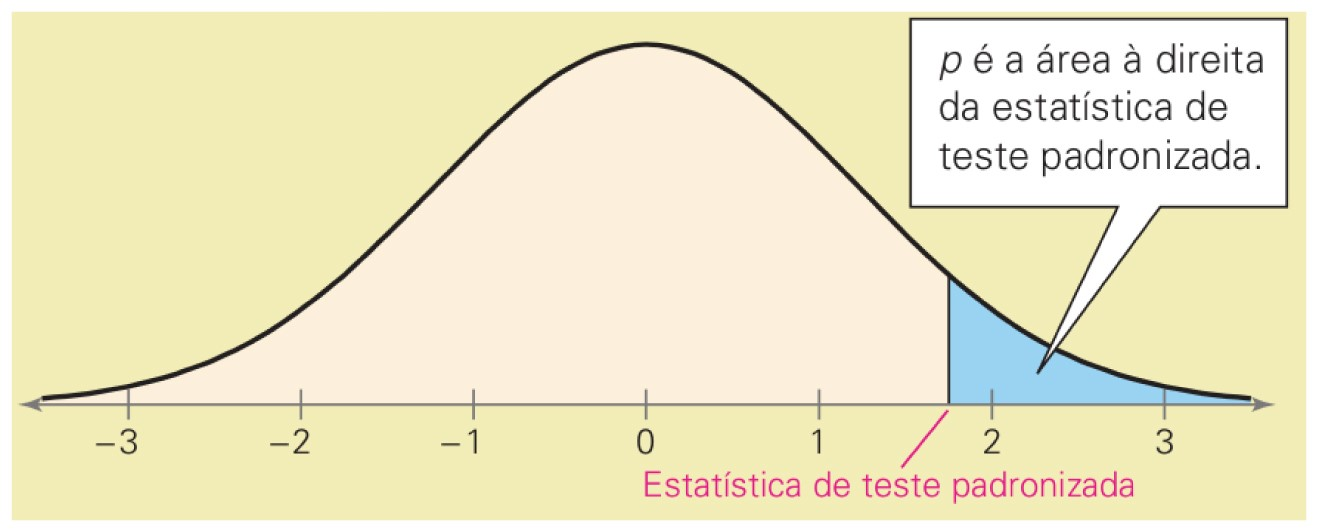 p é a área à direita
da estatística de
teste padronizada.
–3 –2 –1 0 1 2 3
Estatística de teste padronizada